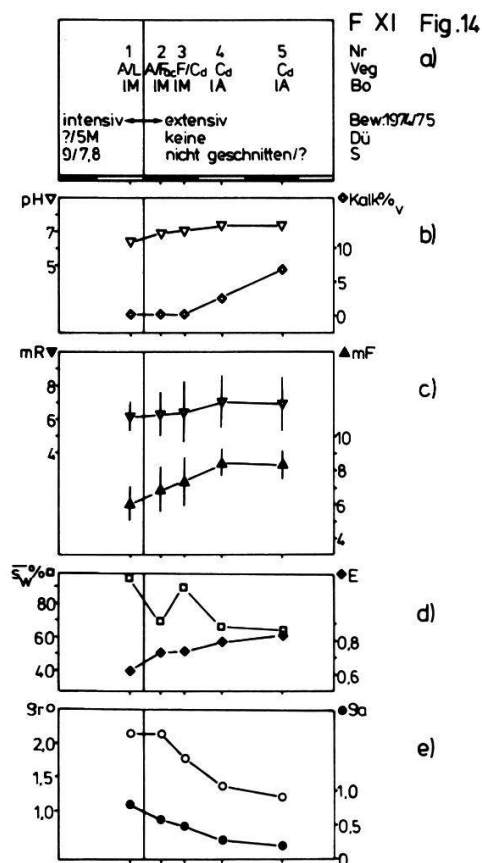 F XI Fig.14
1 2 3 4 5 Nr a)
A/L A/Fac F/Cd Cd Cd Veg
IM IM IM IA IA Bo
intensiv extensiv Bew.1974/75
?/5M keine Dü
9/7,8 nicht geschnitten/? S
pH Kalk%v
b)
7
10
5
5
0
mR mF
c)
8
6
10
4
8
6
4
s̅w% E
d)
80
60
0,8
40
0,6
gr ga
e)
2,0
1,5
1,0
1,0
0,5
0